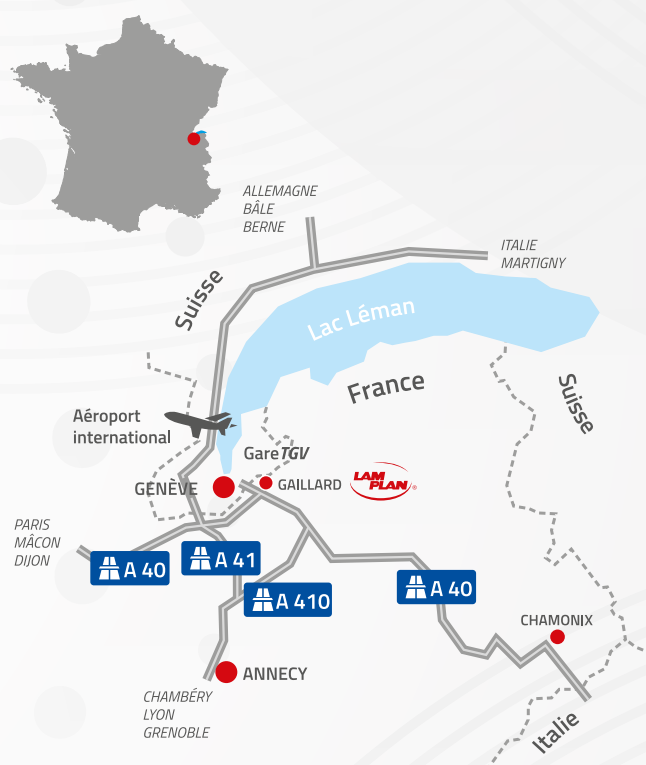 ALLEMAGNE
BÂLE
BERNE
ITALIE
MARTIGNY
Suisse
Lac Léman
France
Suisse
Aéroport
international
Gare TGV
GENÈVE
GAILLARD
LAM
PLAN
®
PARIS
MÂCON
DIJON
A 40
A 41
A 410
A 40
CHAMONIX
ANNECY
CHAMBÉRY
LYON
GRENOBLE
Italie